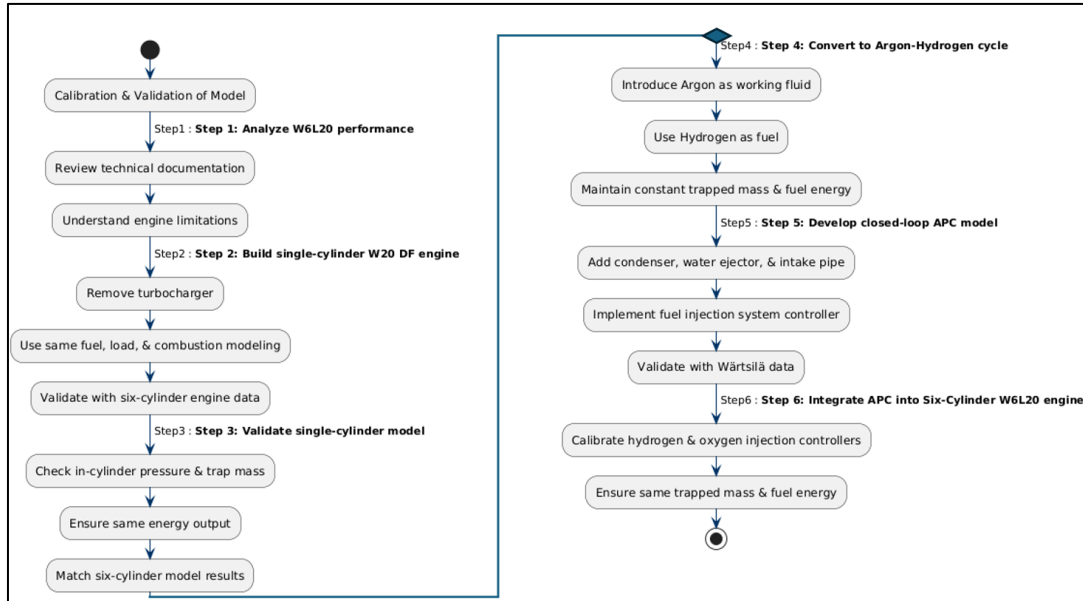 Calibration & Validation of Model
Step1 : Step 1: Analyze W6L20 performance
Review technical documentation
Understand engine limitations
Step2 : Step 2: Build single-cylinder W20 DF engine
Remove turbocharger
Use same fuel, load, & combustion modeling
Validate with six-cylinder engine data
Step3 : Step 3: Validate single-cylinder model
Check in-cylinder pressure & trap mass
Ensure same energy output
Match six-cylinder model results
Step4 : Step 4: Convert to Argon-Hydrogen cycle
Introduce Argon as working fluid
Use Hydrogen as fuel
Maintain constant trapped mass & fuel energy
Step5 : Step 5: Develop closed-loop APC model
Add condenser, water ejector, & intake pipe
Implement fuel injection system controller
Validate with Wärtsilä data
Step6 : Step 6: Integrate APC into Six-Cylinder W6L20 engine
Calibrate hydrogen & oxygen injection controllers
Ensure same trapped mass & fuel energy